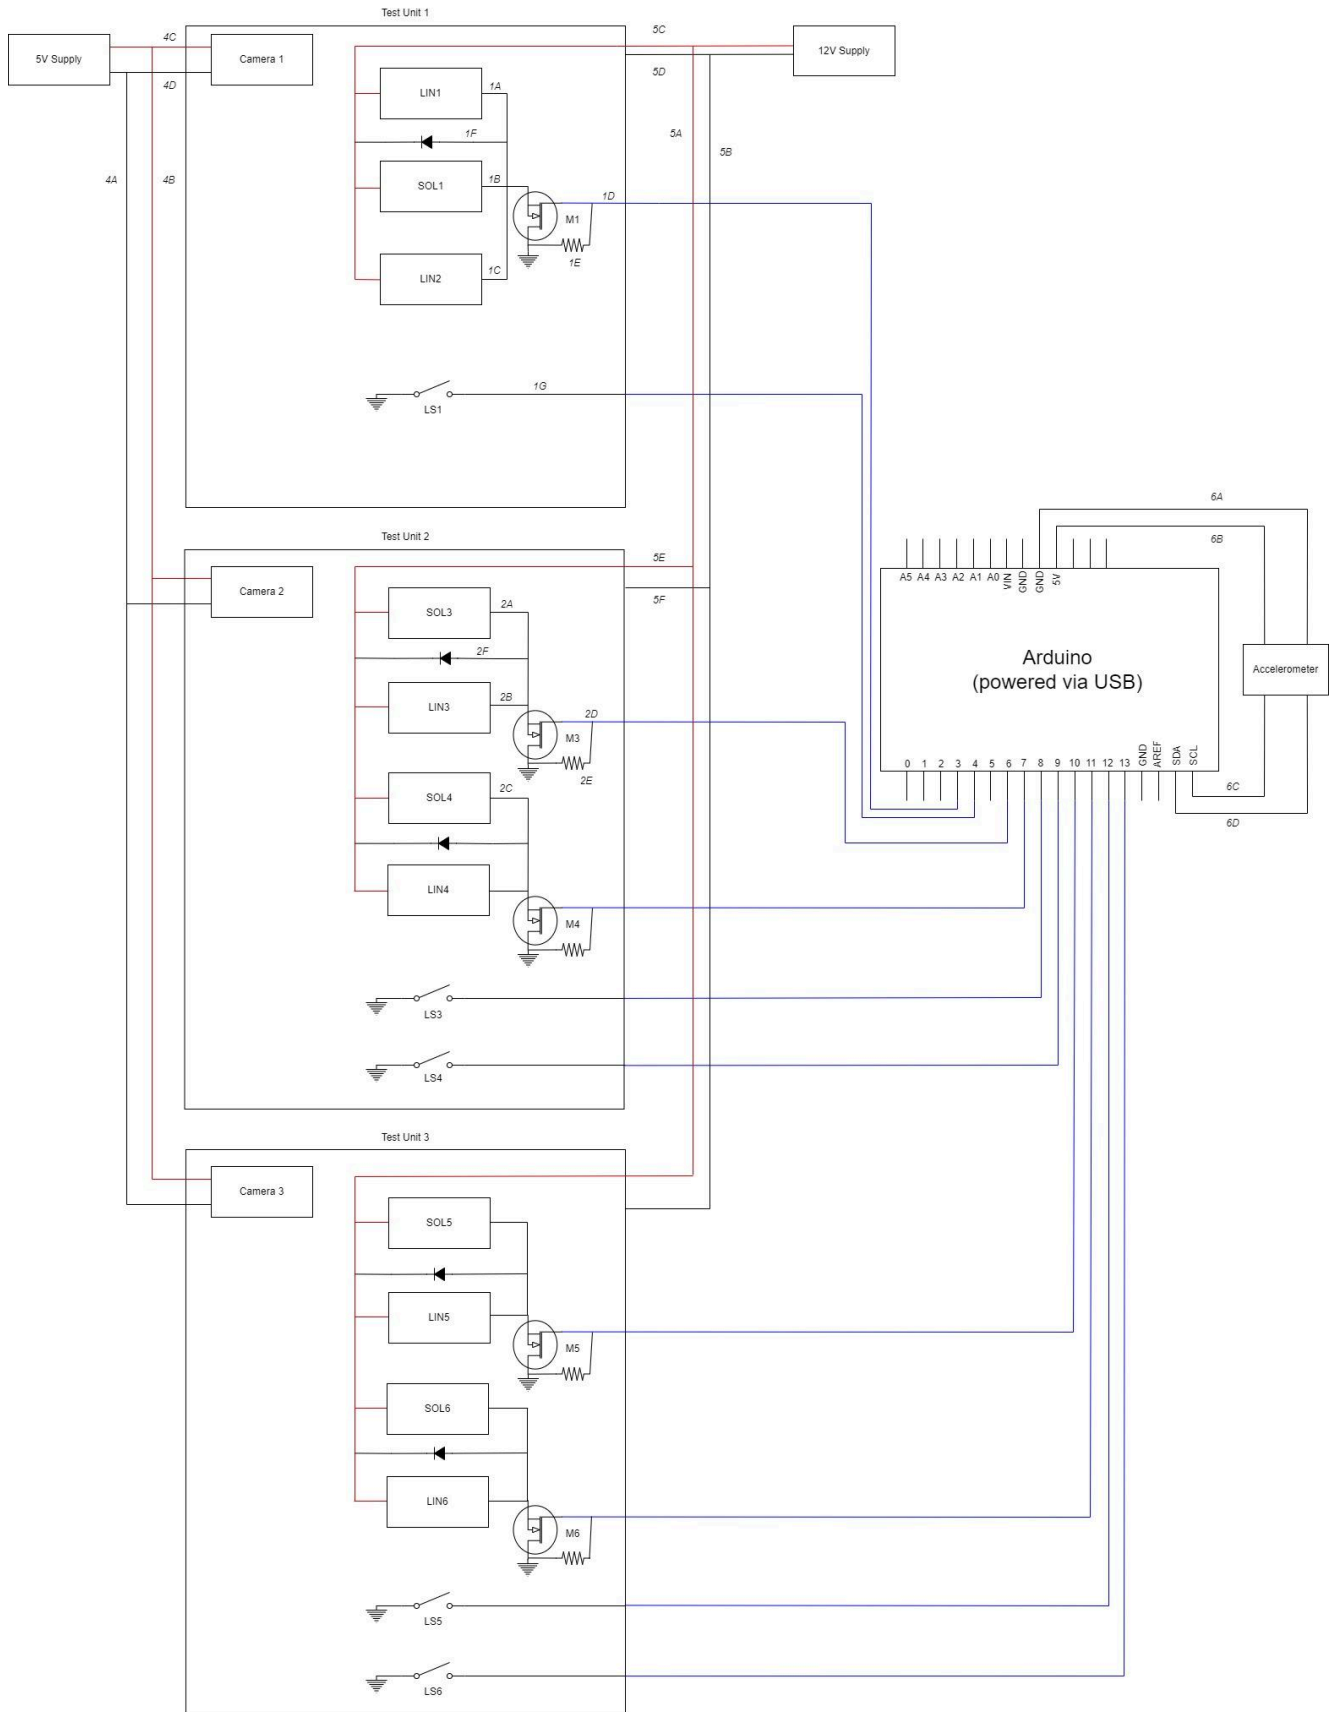 Test Unit 1
5V Supply
4C
4D
Camera 1
5C
5D
12V Supply
LIN1
1A
1F
SOL1
1B
M1
1D
1E
LIN2
1C
5A
5B
4A
4B
LS1
1G
Test Unit 2
Camera 2
5E
5F
SOL3
2A
2F
LIN3
2B
M3
2D
2E
SOL4
2C
LIN4
M4
LS3
LS4
6A
6B
A5 A4 A3 A2 A1 A0 VIN GND GND 5V
Arduino
(powered via USB)
Accelerometer
0 1 2 3 4 5 6 7 8 9 10 11 12 13 GND AREF SDA SCL
6C
6D
Test Unit 3
Camera 3
SOL5
LIN5
M5
SOL6
LIN6
M6
LS5
LS6